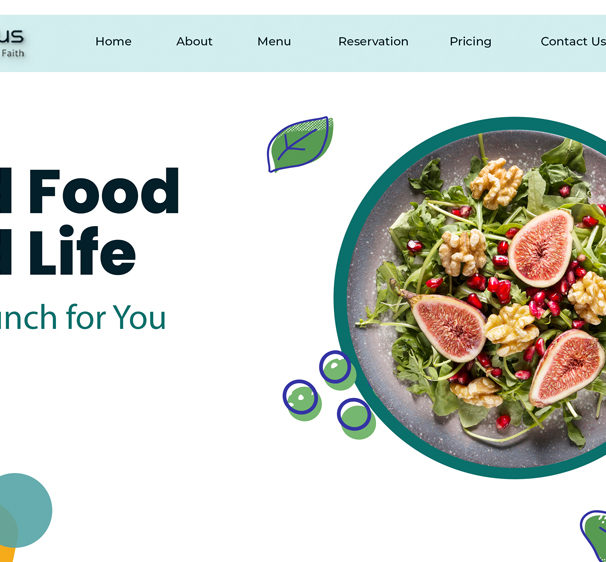 us
Faith
Home About Menu Reservation Pricing Contact Us
d Food
d Life
unch for You